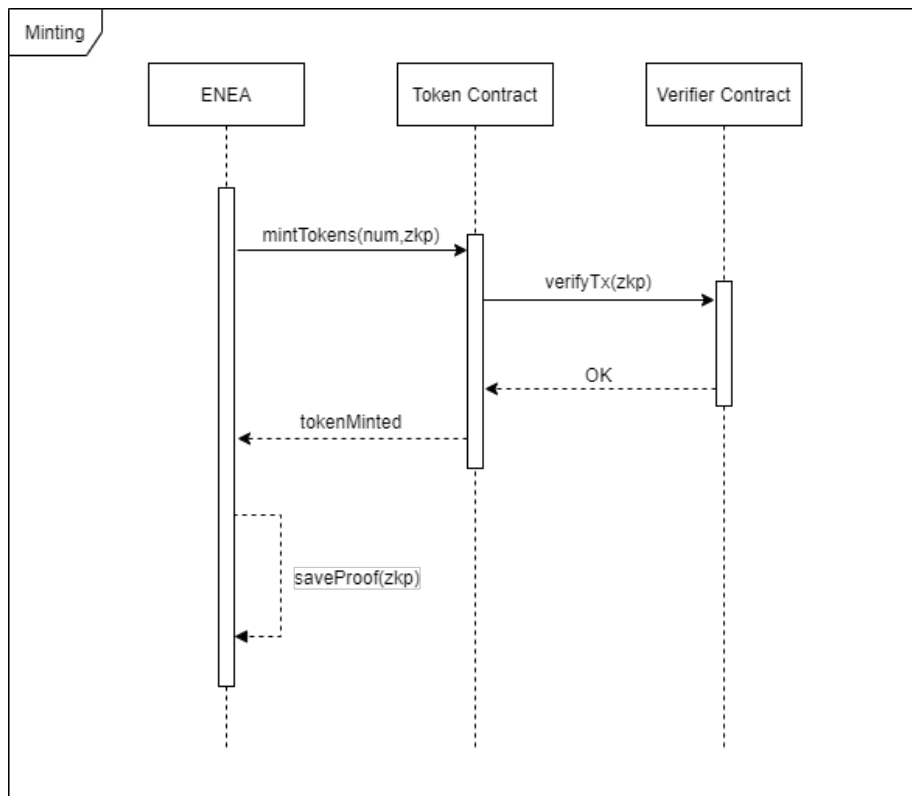 Minting
ENEA
Token Contract
Verifier Contract
mintTokens(num,zkp)
verifyTx(zkp)
OK
tokenMinted
saveProof(zkp)